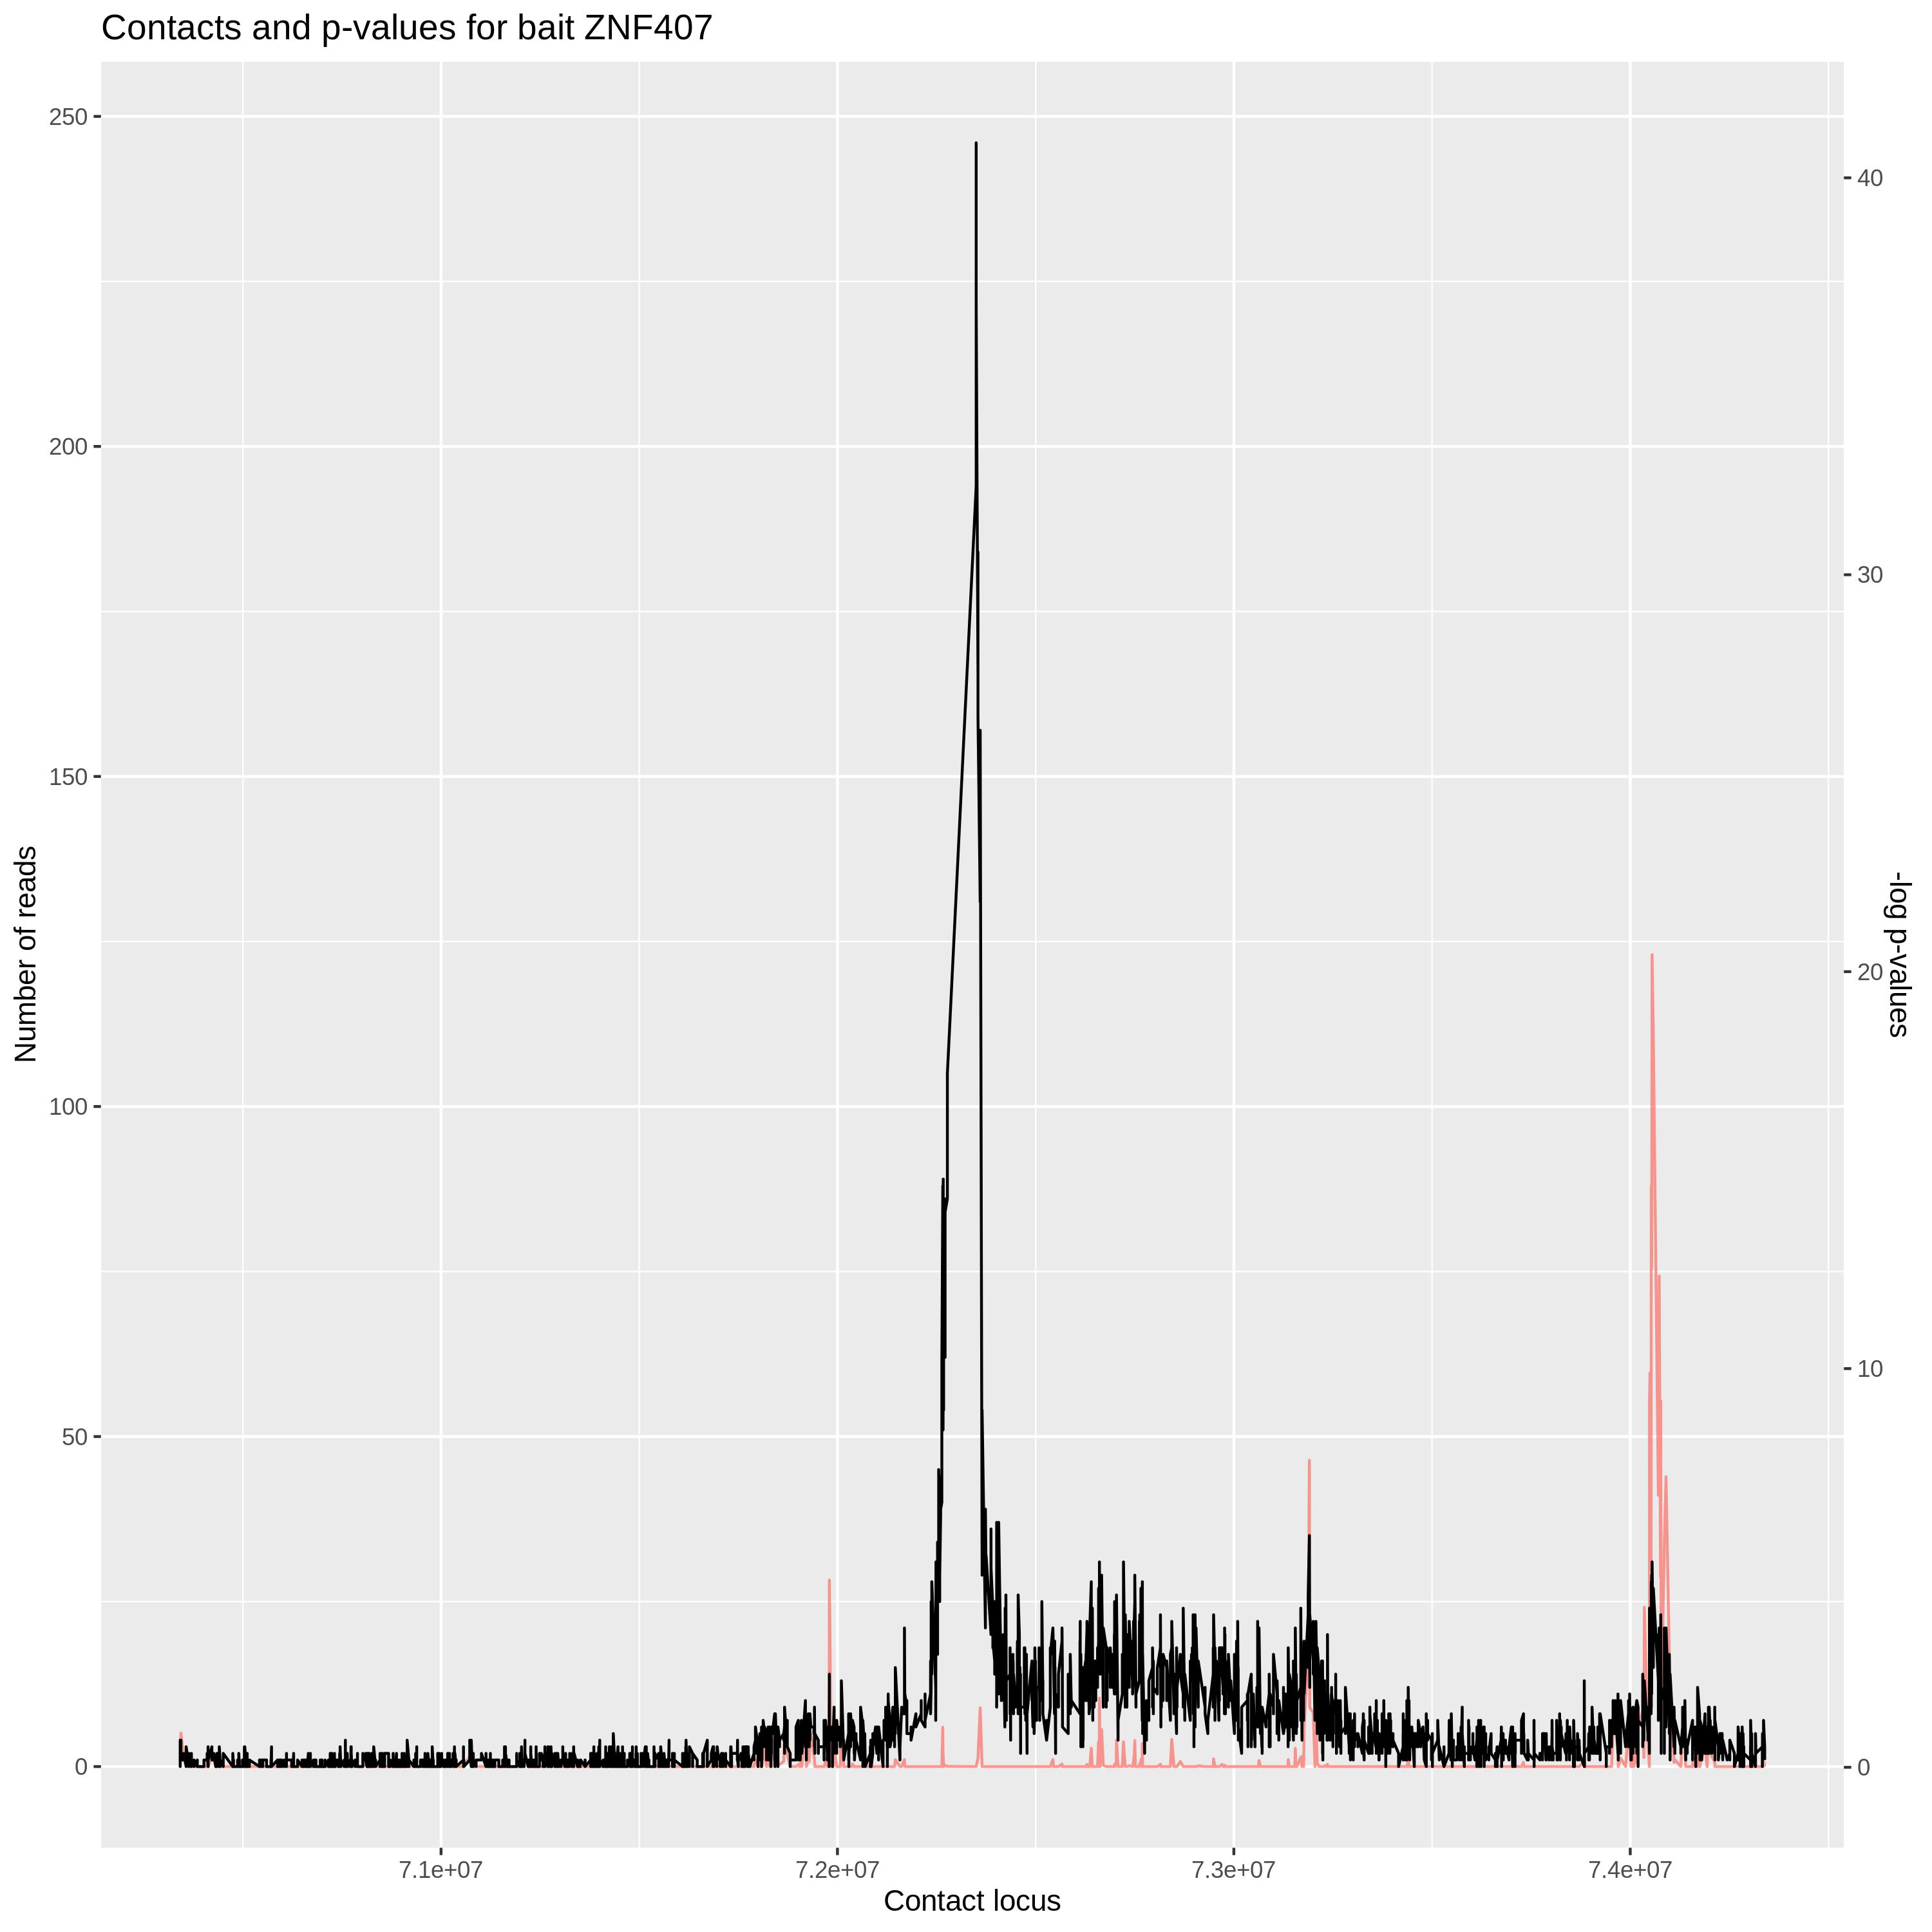 Contacts and p-values for bait ZNF407
250
200
150
100
50
0
40
30
20
10
0
Number of reads
-log p-values
7.1e+07 7.2e+07 7.3e+07 7.4e+07
Contact locus